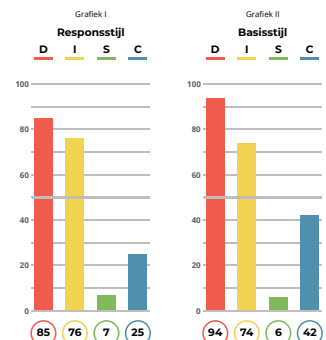 Grafiek I
Responsstijl
D I S C
100
80
60
40
20
0
85 76 7 25
Grafiek II
Basisstijl
D I S C
100
80
60
40
20
0
94 74 6 42